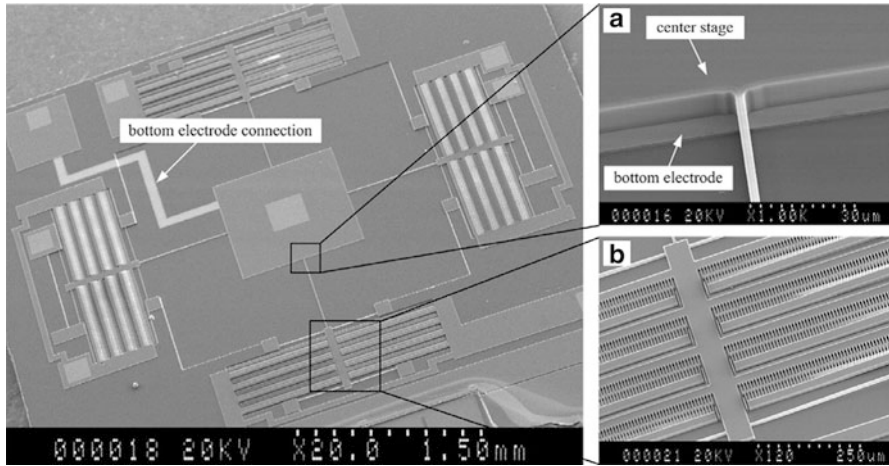 bottom electrode connection
000018 20KV X20.0 1.50mm
a
center stage
bottom electrode
000016 20KV X1.00K 30um
b
000021 20KV X120 250um